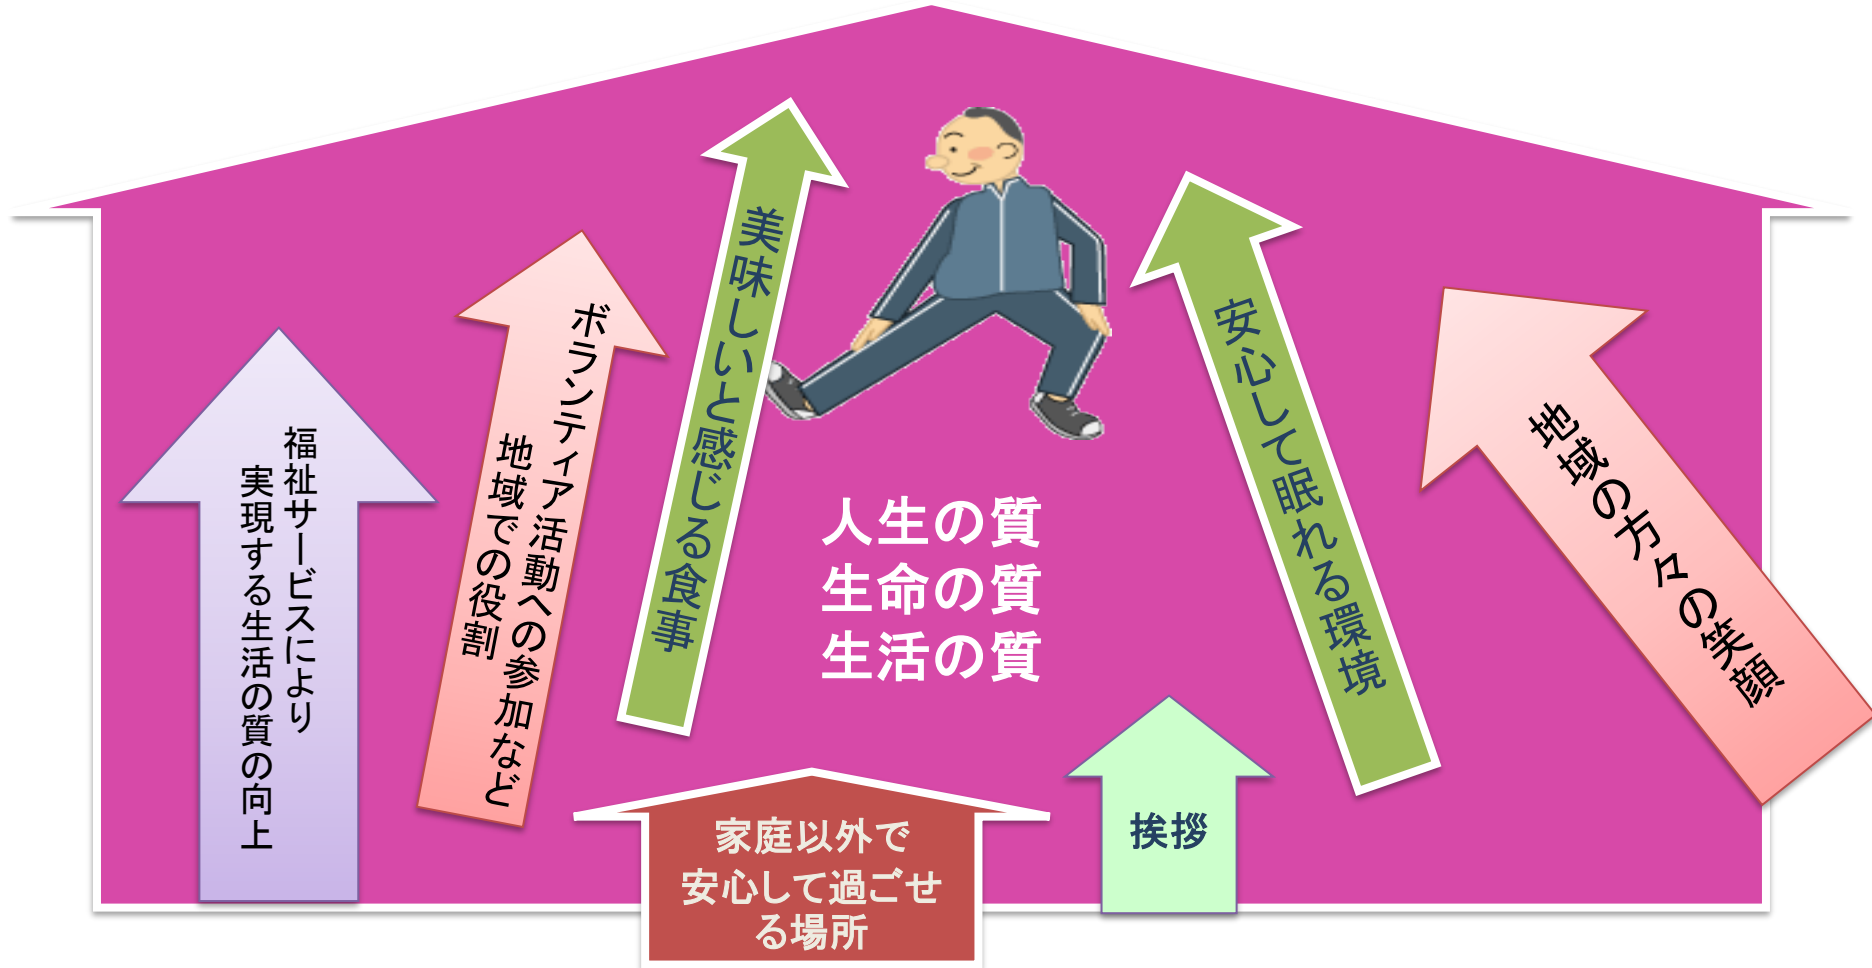 福祉サービスにより
実現する生活の質の向上
ボランティア活動への参加など
地域での役割
美味しいと感じる食事
人生の質
生命の質
生活の質
安心して眠れる環境
地域の方々の笑顔
家庭以外で
安心して過ごせ
る場所
挨拶